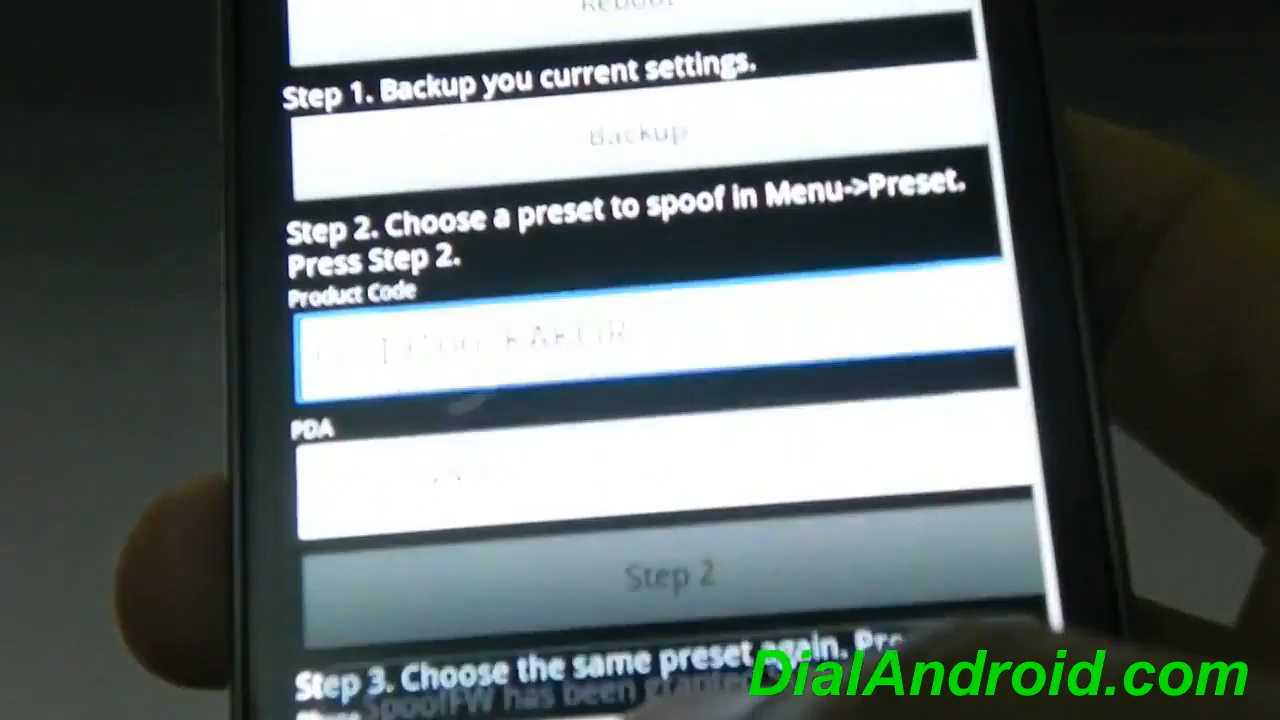 Reboot
Step 1. Backup you current settings.
Backup
Step 2. Choose a preset to spoof in Menu->Preset.
Press Step 2.
Product Code
PDA
Step 2
Step 3. Choose the same preset again.
SpoofFW has been granted
DialAndroid.com